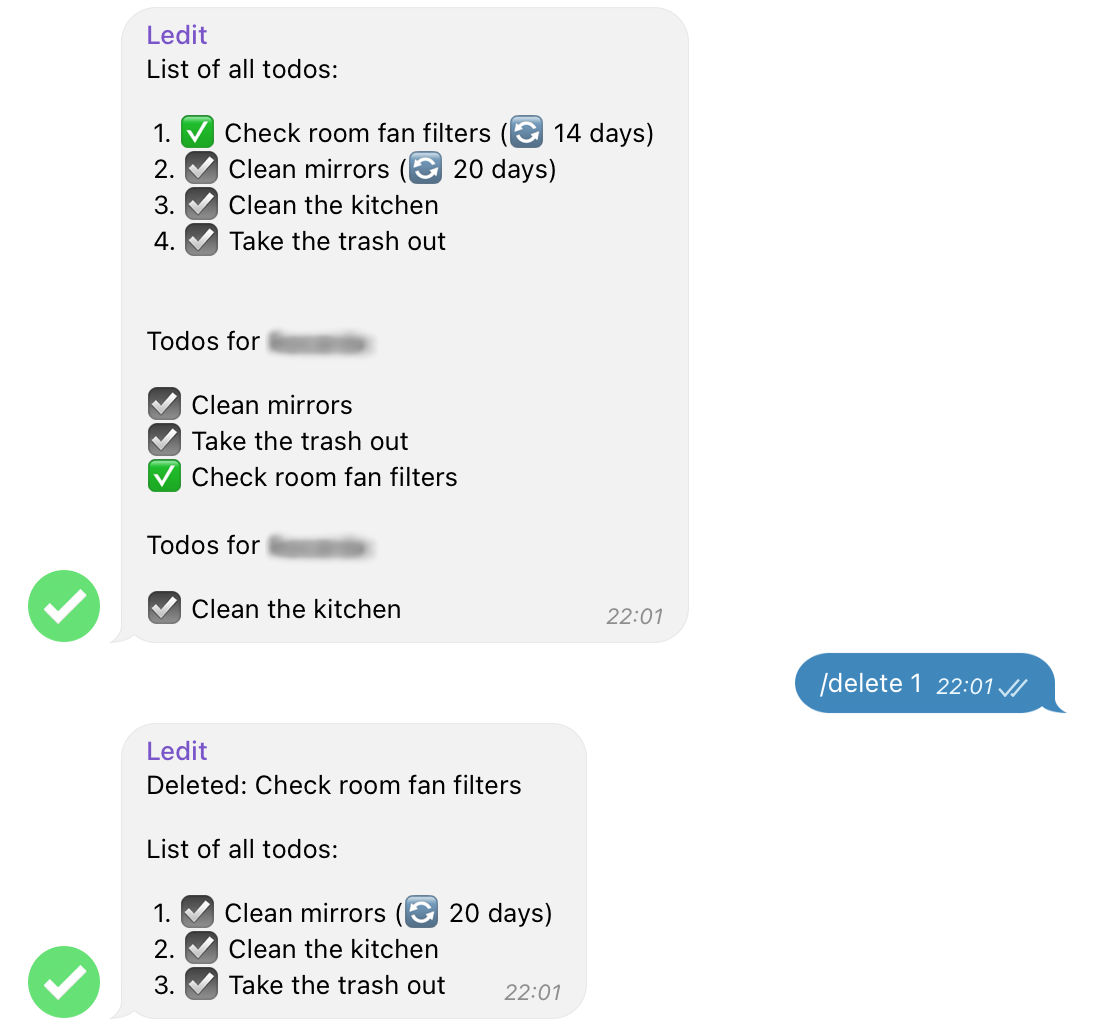 Ledit
List of all todos:
1. ✅ Check room fan filters (🔄 14 days)
2. ☑️ Clean mirrors (🔄 20 days)
3. ☑️ Clean the kitchen
4. ☑️ Take the trash out
Todos for
☑️ Clean mirrors
☑️ Take the trash out
✅ Check room fan filters
Todos for
☑️ Clean the kitchen
22:01
/delete 1 22:01
Ledit
Deleted: Check room fan filters
List of all todos:
1. ☑️ Clean mirrors (🔄 20 days)
2. ☑️ Clean the kitchen
3. ☑️ Take the trash out
22:01